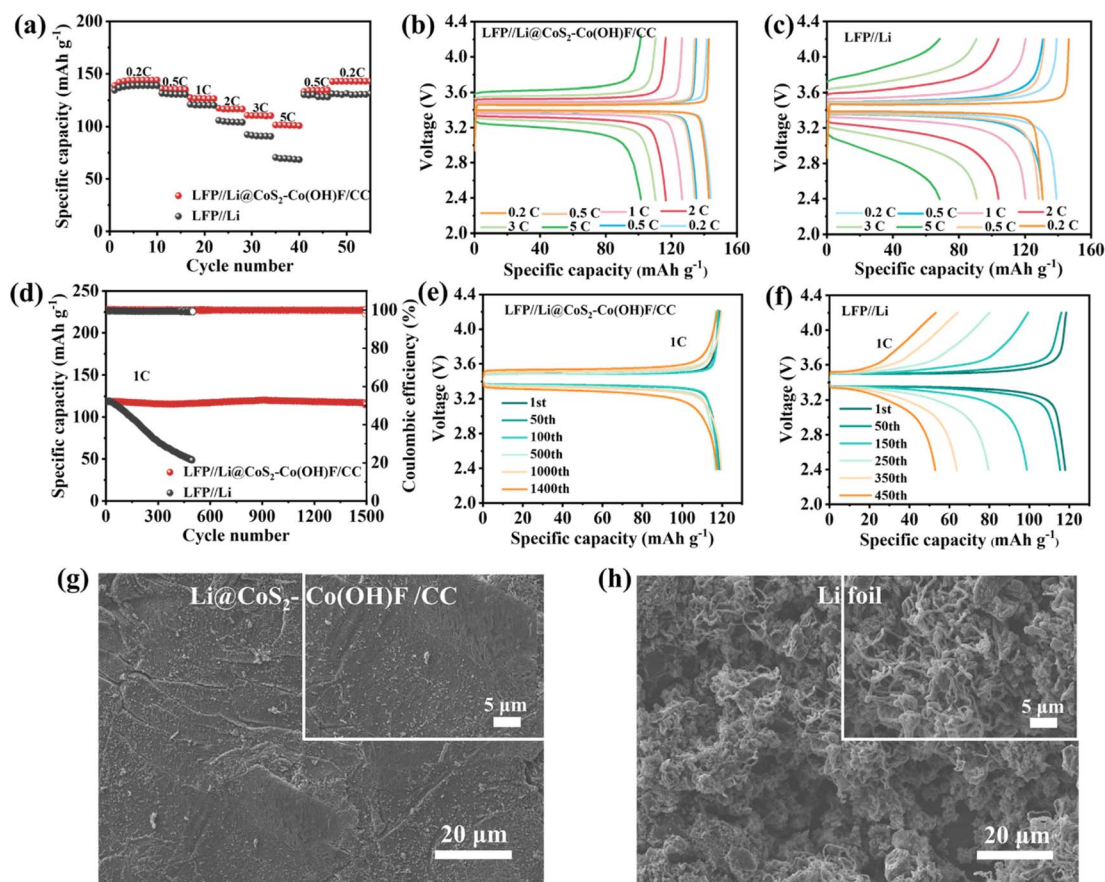 (a)
Specific capacity (mAh g⁻¹)
200
150
100
50
0
0.2C
0.5C
1C
2C
3C
5C
0.5C
0.2C
LFP//Li@CoS₂-Co(OH)F/CC
LFP//Li
0 10 20 30 40 50
Cycle number
(b)
LFP//Li@CoS₂-Co(OH)F/CC
Voltage (V)
4.4
4.0
3.6
3.2
2.8
2.4
2.0
0.2 C 0.5 C 1 C 2 C
3 C 5 C 0.5 C 0.2 C
0 40 80 120 160
Specific capacity (mAh g⁻¹)
(c)
LFP//Li
Voltage (V)
4.4
4.0
3.6
3.2
2.8
2.4
2.0
0.2 C 0.5 C 1 C 2 C
3 C 5 C 0.5 C 0.2 C
0 20 40 60 80 100 120 140 160
Specific capacity (mAh g⁻¹)
(d)
Specific capacity (mAh g⁻¹)
250
200
150
100
50
0
1C
LFP//Li@CoS₂-Co(OH)F/CC
LFP//Li
100
80
60
40
20
0
Coulombic efficiency (%)
0 300 600 900 1200 1500
Cycle number
(e)
LFP//Li@CoS₂-Co(OH)F/CC
1C
Voltage (V)
4.4
4.0
3.6
3.2
2.8
2.4
2.0
1st
50th
100th
500th
1000th
1400th
0 20 40 60 80 100 120
Specific capacity (mAh g⁻¹)
(f)
LFP//Li
1C
Voltage (V)
4.4
4.0
3.6
3.2
2.8
2.4
2.0
1st
50th
150th
250th
350th
450th
0 20 40 60 80 100 120
Specific capacity (mAh g⁻¹)
(g)
Li@CoS₂-Co(OH)F /CC
5 µm
20 µm
(h)
Li foil
5 µm
20 µm